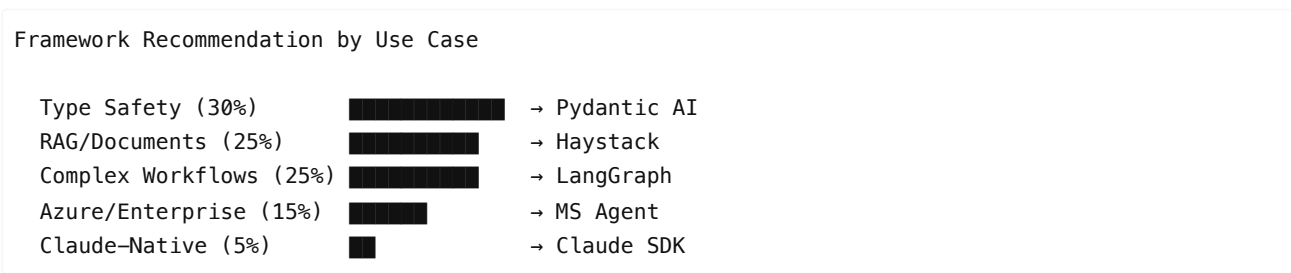 Framework Recommendation by Use Case
Type Safety (30%) ████████████ → Pydantic AI
RAG/Documents (25%) ██████████ → Haystack
Complex Workflows (25%) ██████████ → LangGraph
Azure/Enterprise (15%) ██████ → MS Agent
Claude-Native (5%) ██ → Claude SDK